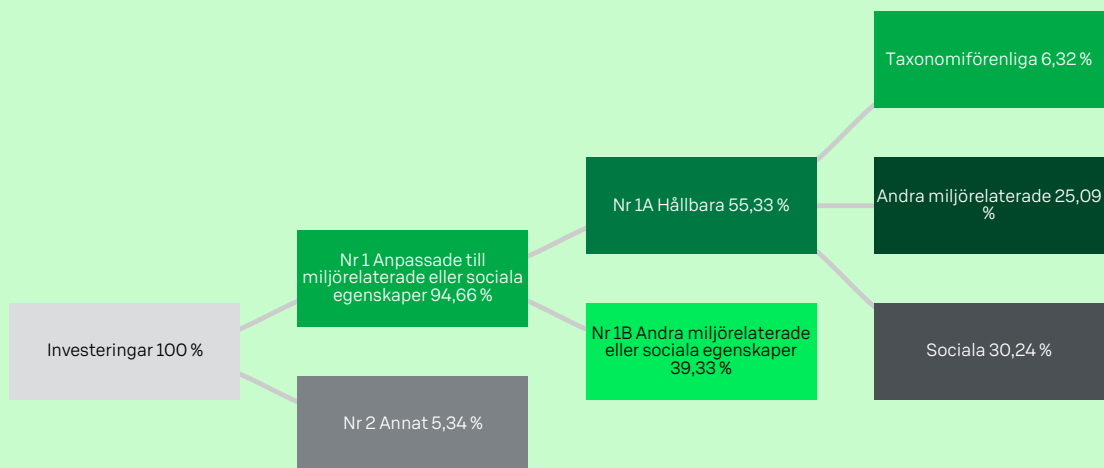 Investeringar 100 %
Nr 1 Anpassade till
miljörelaterade eller sociala
egenskaper 94,66 %
Nr 2 Annat 5,34 %
Nr 1A Hållbara 55,33 %
Nr 1B Andra miljörelaterade
eller sociala egenskaper
39,33 %
Taxonomiförenliga 6,32 %
Andra miljörelaterade 25,09
%
Sociala 30,24 %